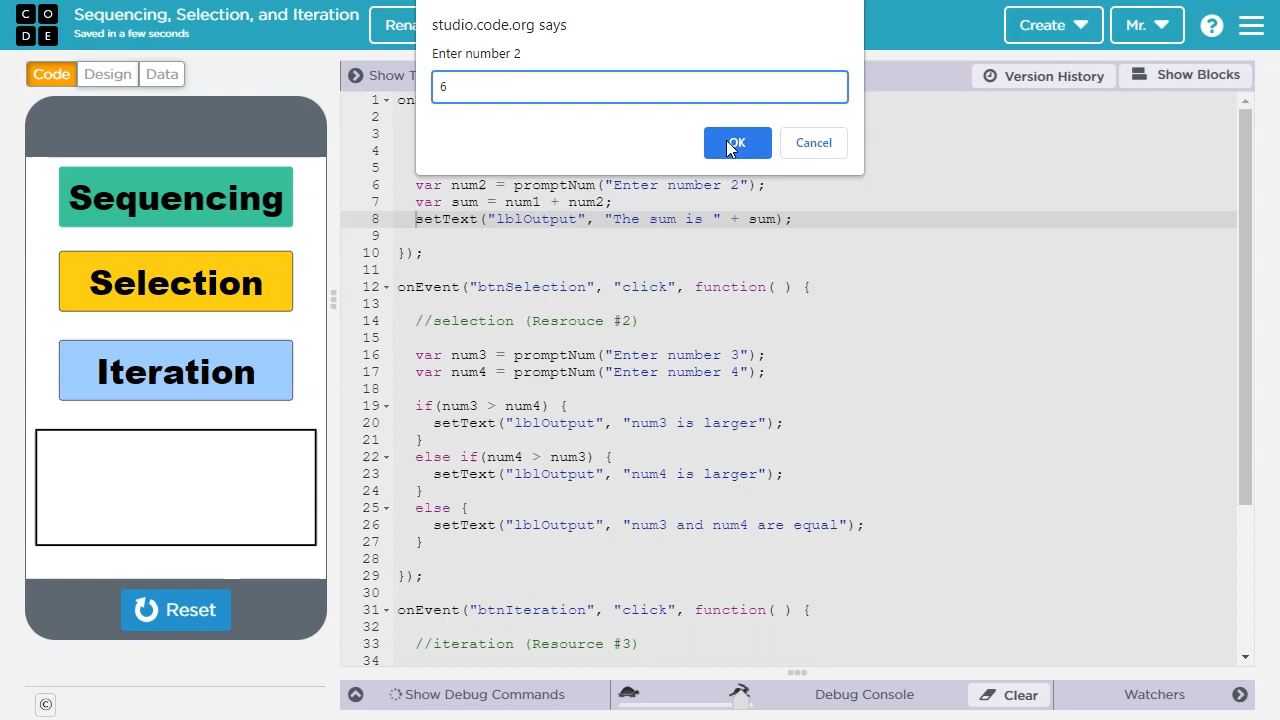 CO
DE
Sequencing, Selection, and Iteration
Saved in a few seconds
Rena
studio.code.org says
Enter number 2
6
OK
Cancel
Create
Mr.
?
Code
Design
Data
Show T
Version History
Show Blocks
Sequencing
Selection
Iteration
Reset
1 on
2
3
4
5
6 var num2 = promptNum("Enter number 2");
7 var sum = num1 + num2;
8 setText("lblOutput", "The sum is " + sum);
9
10 });
11
12 onEvent("btnSelection", "click", function( ) {
13
14 //selection (Resrouce #2)
15
16 var num3 = promptNum("Enter number 3");
17 var num4 = promptNum("Enter number 4");
18
19 if(num3 > num4) {
20 setText("lblOutput", "num3 is larger");
21 }
22 else if(num4 > num3) {
23 setText("lblOutput", "num4 is larger");
24 }
25 else {
26 setText("lblOutput", "num3 and num4 are equal");
27 }
28
29 });
30
31 onEvent("btnIteration", "click", function( ) {
32
33 //iteration (Resource #3)
34
©
Show Debug Commands
Debug Console
Clear
Watchers